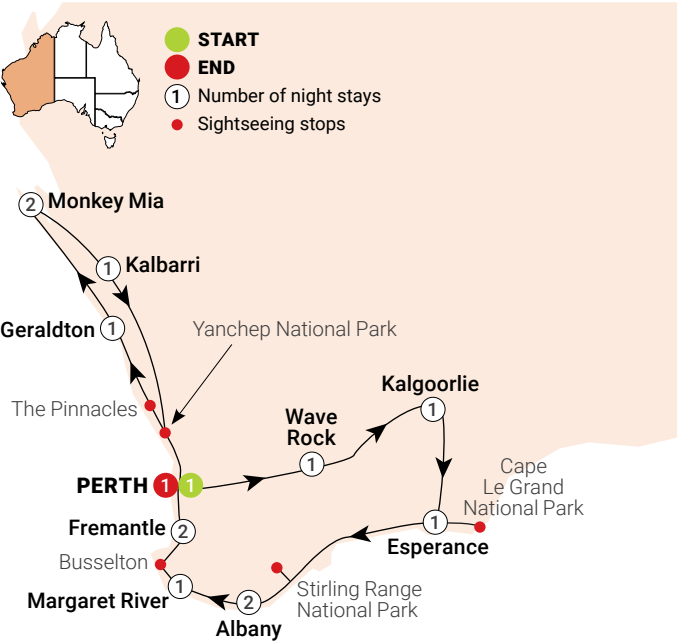 START
END
1 Number of night stays
Sightseeing stops
2 Monkey Mia
1 Kalbarri
Geraldton 1
Yanchep National Park
The Pinnacles
Kalgoorlie
1
Wave
Rock
1
PERTH 1 1
Cape
Le Grand
National Park
1
Esperance
Fremantle 2
Busselton
Margaret River 1
Stirling Range
National Park
2
Albany